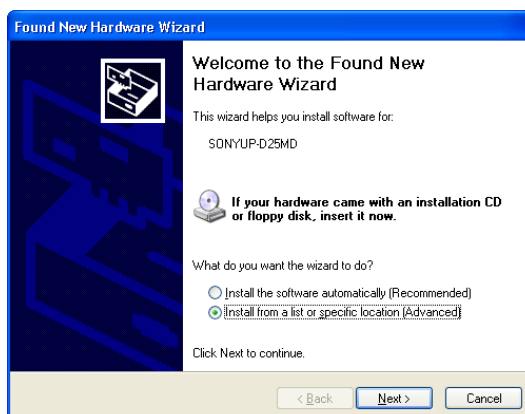 Found New Hardware Wizard
Welcome to the Found New
Hardware Wizard
This wizard helps you install software for:
SONYUP-D25MD
If your hardware came with an installation CD
or floppy disk, insert it now.
What do you want the wizard to do?
Install the software automatically (Recommended)
Install from a list or specific location (Advanced)
Click Next to continue.
< Back
Next >
Cancel